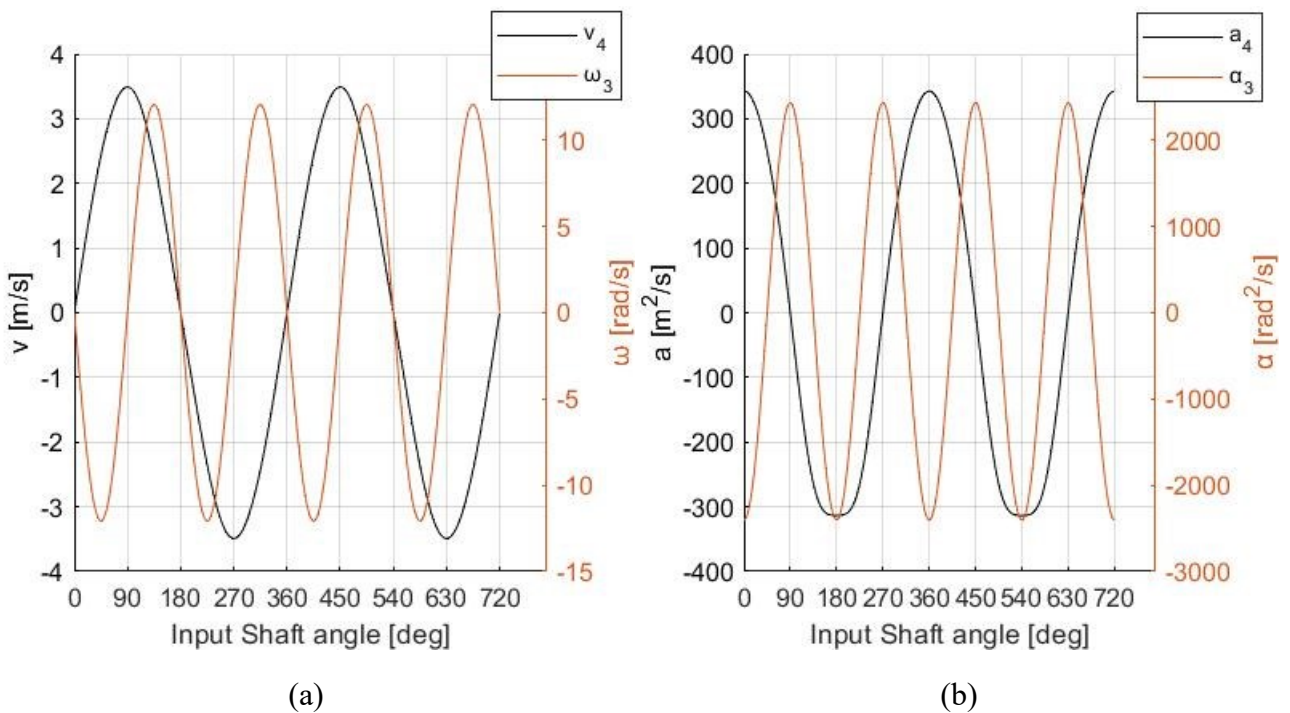 v₄
ω₃
4
3
2
1
0
-1
-2
-3
-4
v [m/s]
10
5
0
-5
-10
-15
ω [rad/s]
0 90 180 270 360 450 540 630 720
Input Shaft angle [deg]
(a)
a₄
α₃
400
300
200
100
0
-100
-200
-300
-400
a [m²/s]
2000
1000
0
-1000
-2000
-3000
α [rad²/s]
0 90 180 270 360 450 540 630 720
Input Shaft angle [deg]
(b)